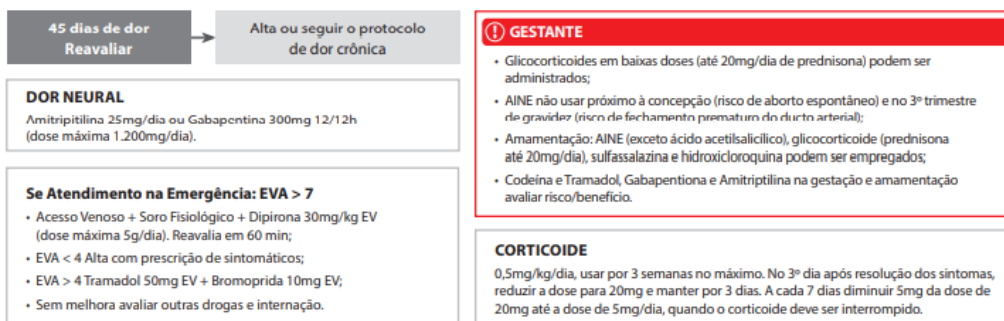 45 dias de dor
Reavaliar
Alta ou seguir o protocolo
de dor crônica
DOR NEURAL
Amitripitilina 25mg/dia ou Gabapentina 300mg 12/12h
(dose máxima 1.200mg/dia).
Se Atendimento na Emergência: EVA > 7
• Acesso Venoso + Soro Fisiológico + Dipirona 30mg/kg EV
(dose máxima 5g/dia). Reavalia em 60 min;
• EVA < 4 Alta com prescrição de sintomáticos;
• EVA > 4 Tramadol 50mg EV + Bromoprida 10mg EV;
• Sem melhora avaliar outras drogas e internação.
! GESTANTE
• Glicocorticoides em baixas doses (até 20mg/dia de prednisona) podem ser
administrados;
• AINE não usar próximo à concepção (risco de aborto espontâneo) e no 3º trimestre
de gravidez (risco de fechamento prematuro do ducto arterial);
• Amamentação: AINE (exceto ácido acetilsalicílico), glicocorticoide (prednisona
até 20mg/dia), sulfassalazina e hidroxicloroquina podem ser empregados;
• Codeína e Tramadol, Gabapentiona e Amitriptilina na gestação e amamentação
avaliar risco/benefício.
CORTICOIDE
0,5mg/kg/dia, usar por 3 semanas no máximo. No 3º dia após resolução dos sintomas,
reduzir a dose para 20mg e manter por 3 dias. A cada 7 dias diminuir 5mg da dose de
20mg até a dose de 5mg/dia, quando o corticoide deve ser interrompido.